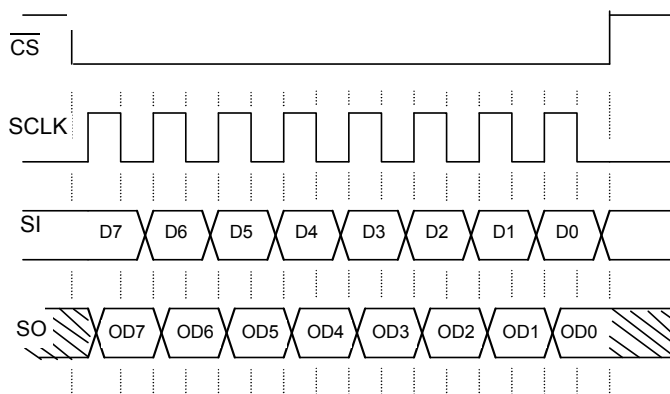 C̅S̅
SCLK
SI D7 D6 D5 D4 D3 D2 D1 D0
SO OD7 OD6 OD5 OD4 OD3 OD2 OD1 OD0